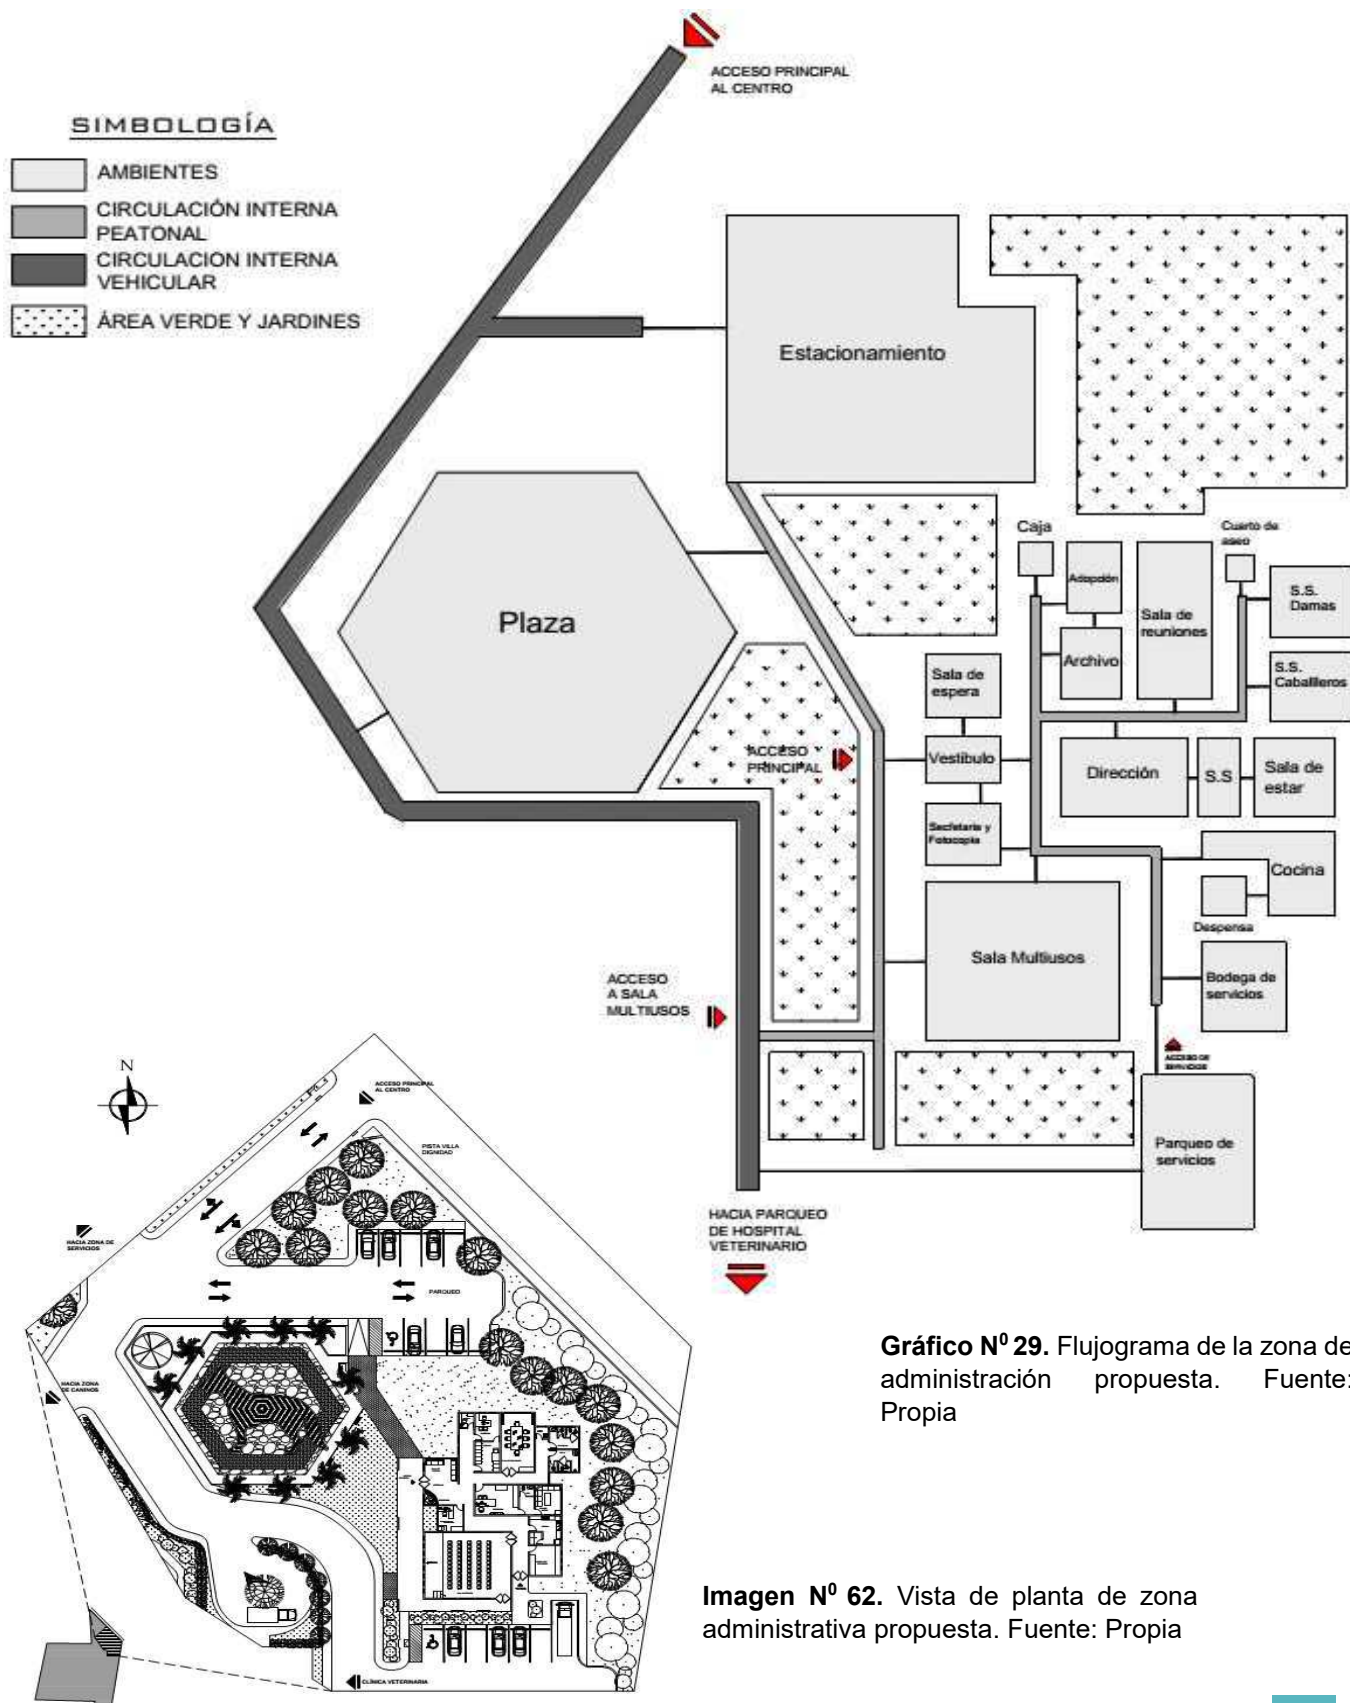 ACCESO PRINCIPAL
AL CENTRO
SIMBOLOGÍA
AMBIENTES
CIRCULACIÓN INTERNA
PEATONAL
CIRCULACION INTERNA
VEHICULAR
ÁREA VERDE Y JARDINES
Estacionamiento
Plaza
Caja
Cuarto de
aseo
Adopción
Sala de
reuniones
S.S.
Damas
Archivo
S.S.
Caballleros
Sala de
espera
ACCESO
PRINCIPAL
Vestíbulo
Dirección
S.S
Sala de
estar
Secretaria y
Fotocopia
Cocina
Despensa
Sala Multiusos
Bodega de
servicios
ACCESO
A SALA
MULTIUSOS
ACCESO DE
SERVICIOS
Parqueo de
servicios
HACIA PARQUEO
DE HOSPITAL
VETERINARIO
N
ACCESO PRINCIPAL
AL CENTRO
PISTA VILLA
DIGNIDAD
HACIA ZONA DE
SERVICIOS
PARQUEO
HACIA ZONA
DE CANINOS
CLÍNICA VETERINARIA
Gráfico N⁰ 29. Flujograma de la zona de
administración propuesta. Fuente:
Propia
Imagen N⁰ 62. Vista de planta de zona
administrativa propuesta. Fuente: Propia